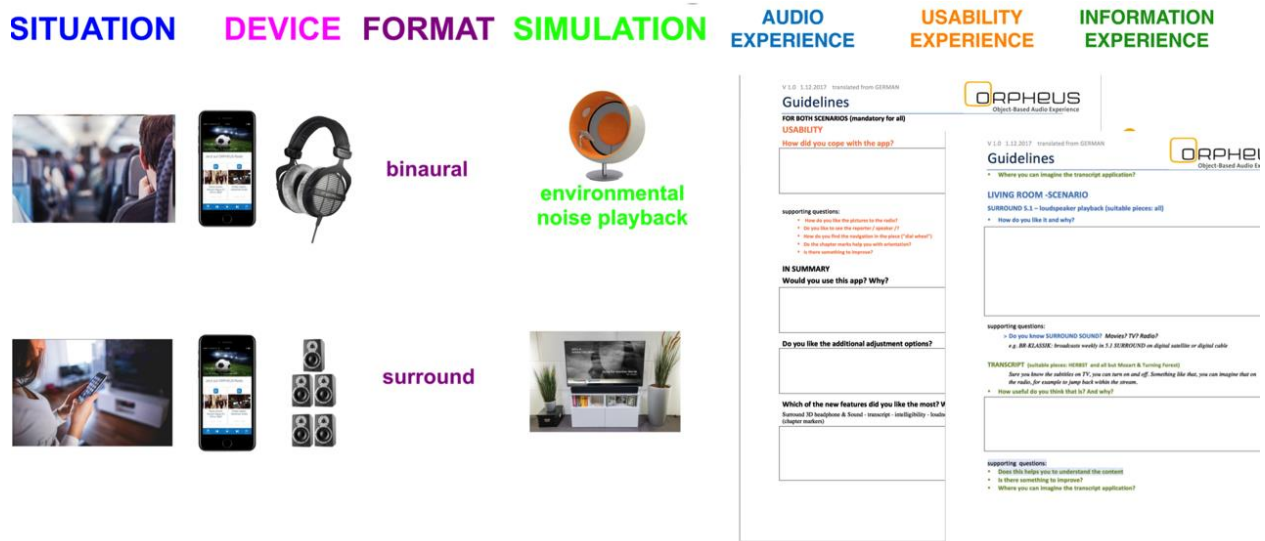 SITUATION
DEVICE
FORMAT
SIMULATION
AUDIO
EXPERIENCE
USABILITY
EXPERIENCE
INFORMATION
EXPERIENCE
binaural
environmental
noise playback
surround
V 1.0 1.12.2017 translated from GERMAN
ORPHEUS
Object-Based Audio Experience
Guidelines
FOR BOTH SCENARIOS (mandatory for all)
USABILITY
How did you cope with the app?
supporting questions:
• How do you like the pictures to the radio?
• Do you like to use the reporter / speaker /?
• How do you find the navigation in the piece ("dial wheel")
• Do the chapter marks help you with orientation?
• Is there something to improve?
IN SUMMARY
Would you use this app? Why?
Do you like the additional adjustment options?
Which of the new features did you like the most? W
Surround 3D headphone & Sound - transcript - intelligibility - loudn
(chapter markers)
V 1.0 1.12.2017 translated from GERMAN
ORPHEU
Object-Based Audio Ex
Guidelines
• Where you can imagine the transcript application?
LIVING ROOM -SCENARIO
SURROUND 5.1 – loudspeaker playback (suitable pieces: all)
• How do you like it and why?
supporting questions:
> Do you know SURROUND SOUND? Movies? TV? Radio?
e.g. BR-KLASSIK: broadcasts weekly in 5.1 SURROUND on digital satellite or digital cable
TRANSCRIPT (suitable pieces: HERBST and all but Mozart & Turning Forest)
Sure you know the subtitles on TV, you can turn on and off. Something like that, you can imagine that on
the radio, for example to jump back within the stream.
• How useful do you think that is? And why?
supporting questions:
• Does this helps you to understand the content
• Is there something to improve?
• Where you can imagine the transcript application?